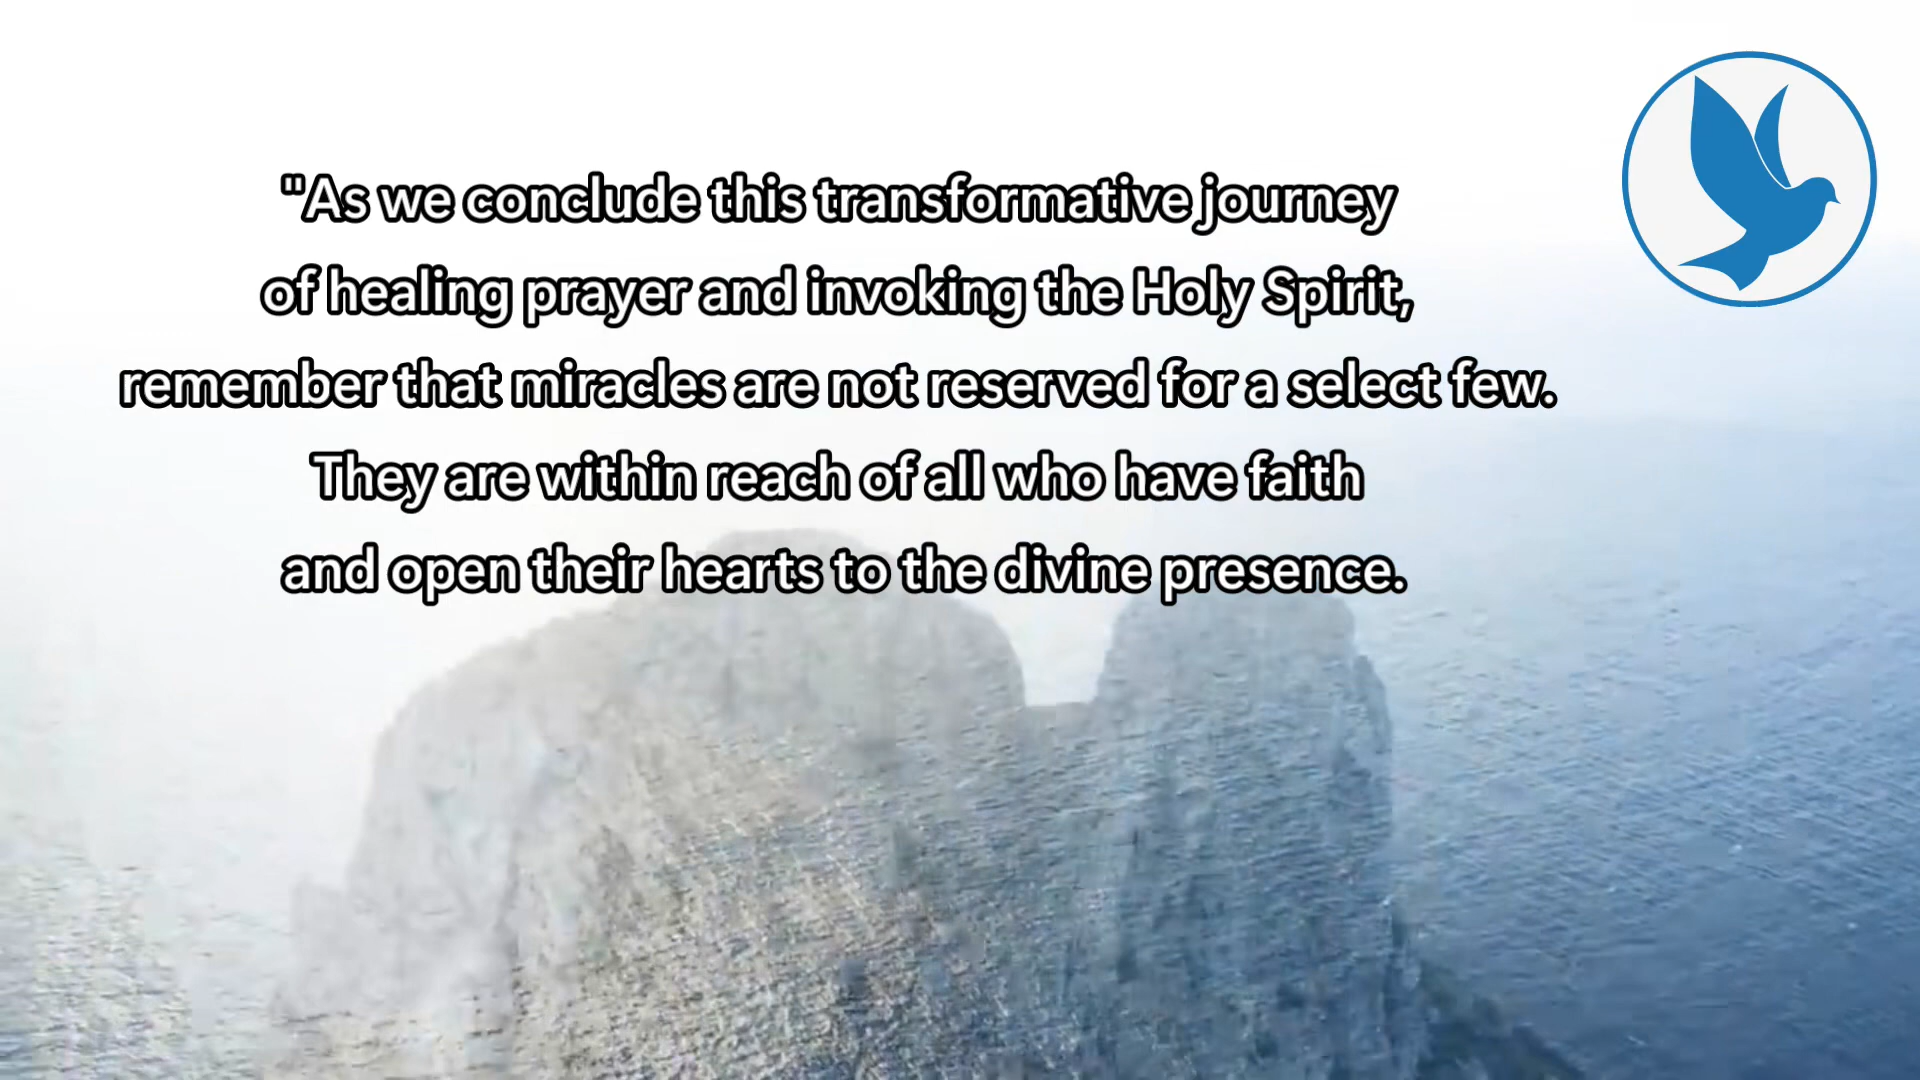 "As we conclude this transformative journey
of healing prayer and invoking the Holy Spirit,
remember that miracles are not reserved for a select few.
They are within reach of all who have faith
and open their hearts to the divine presence.